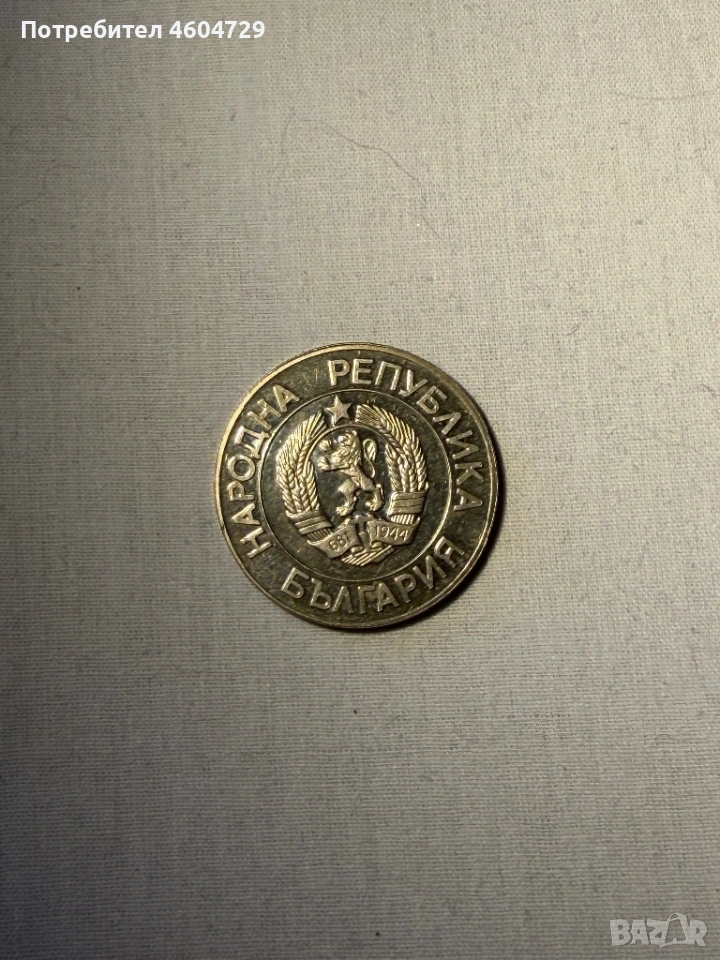 Потребител 4604729
НАРОДНА РЕПУБЛИКА
БЪЛГАРИЯ
681 1944
BAZAR